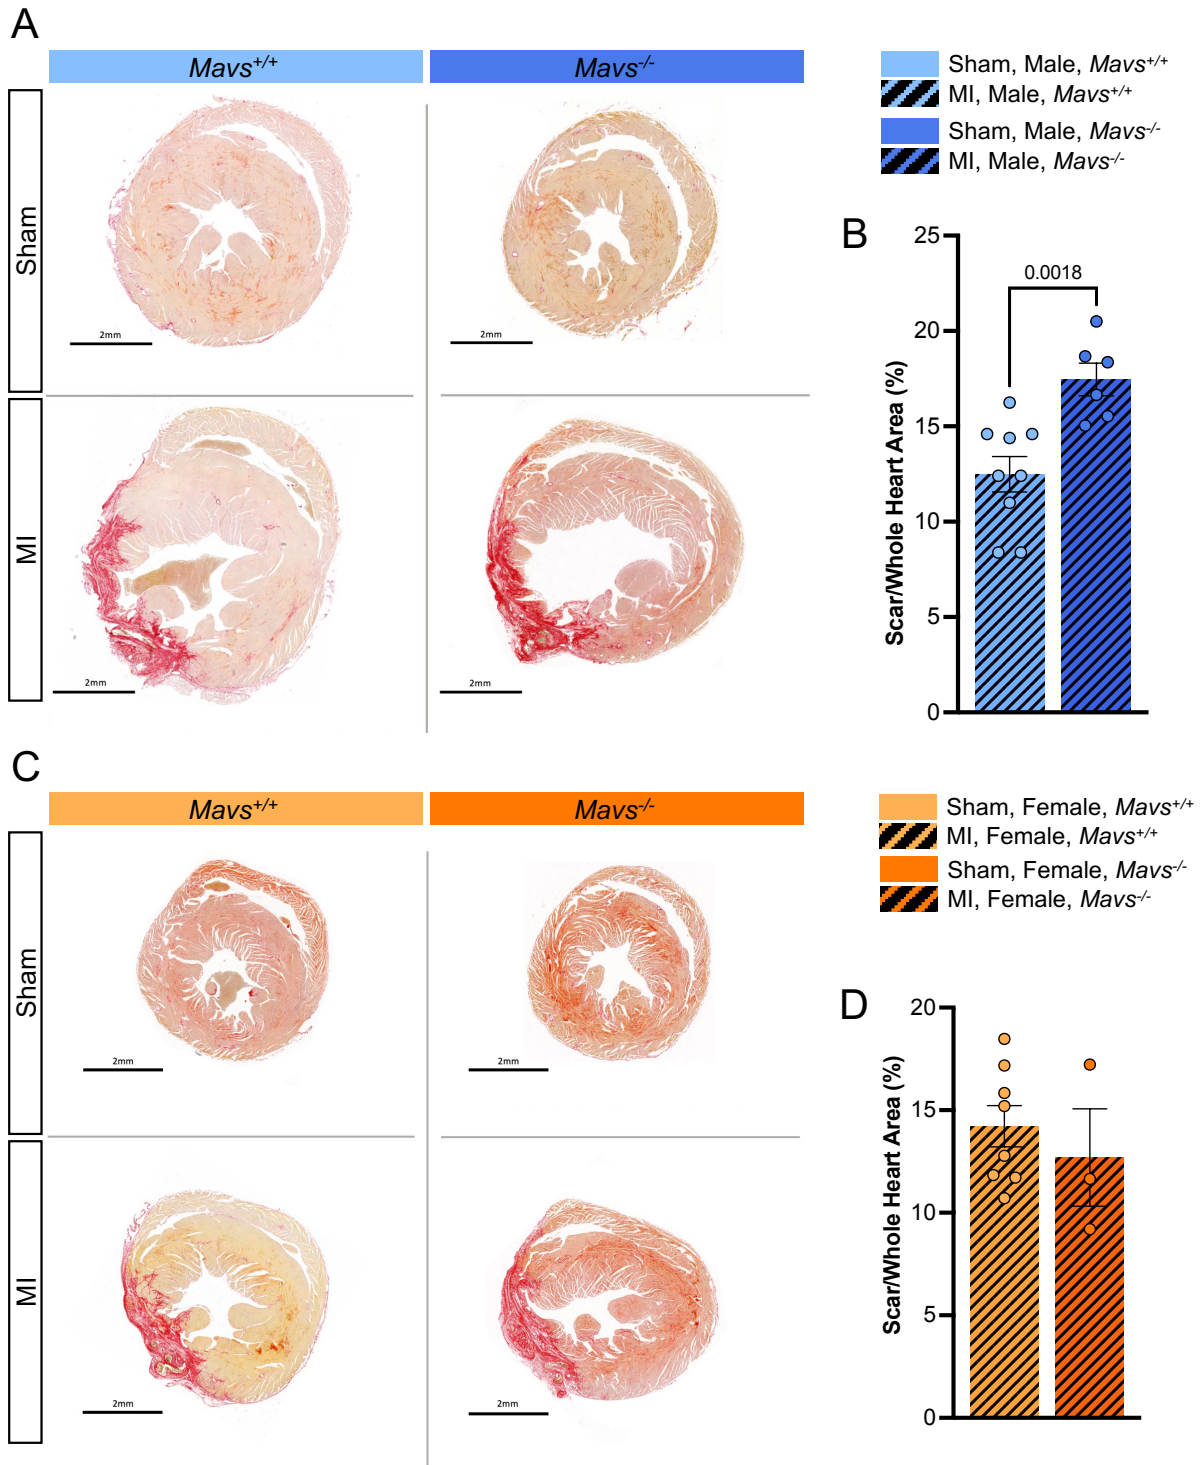 A
Mavs+/+
Mavs-/-
Sham
2mm
2mm
MI
2mm
2mm
Sham, Male, Mavs+/+
MI, Male, Mavs+/+
Sham, Male, Mavs-/-
MI, Male, Mavs-/-
B
Scar/Whole Heart Area (%)
25
20
15
10
5
0
0.0018
C
Mavs+/+
Mavs-/-
Sham
2mm
2mm
MI
2mm
2mm
Sham, Female, Mavs+/+
MI, Female, Mavs+/+
Sham, Female, Mavs-/-
MI, Female, Mavs-/-
D
Scar/Whole Heart Area (%)
20
15
10
5
0